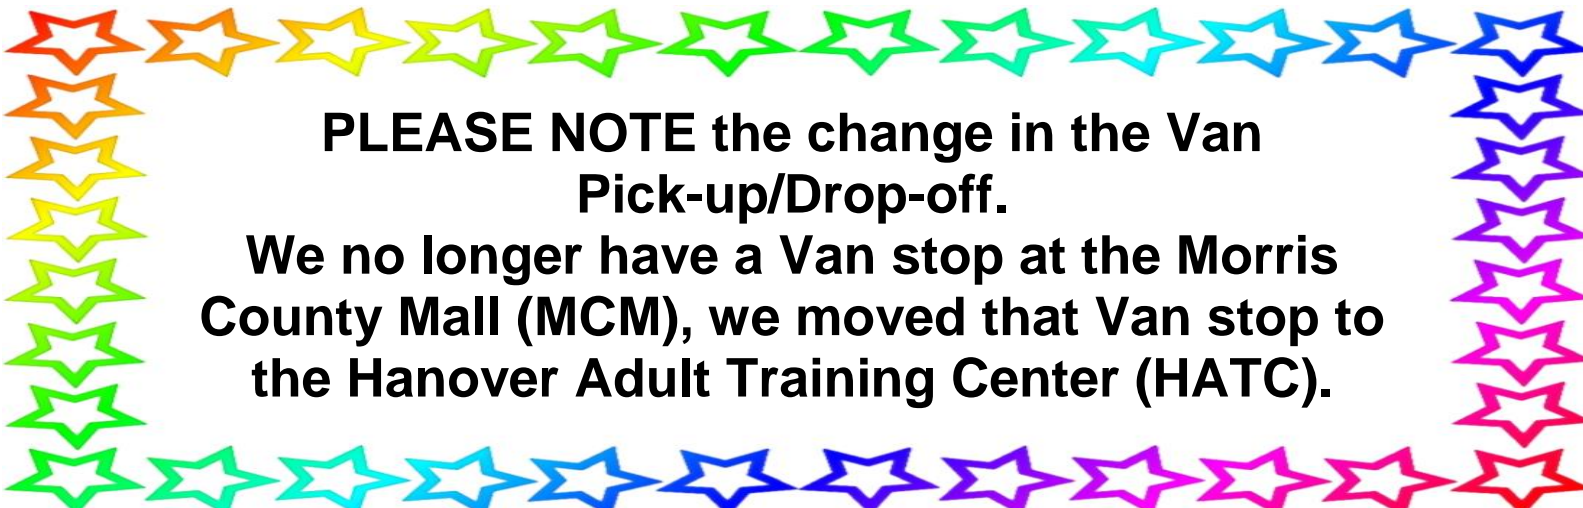 PLEASE NOTE the change in the Van
Pick-up/Drop-off.
We no longer have a Van stop at the Morris
County Mall (MCM), we moved that Van stop to
the Hanover Adult Training Center (HATC).